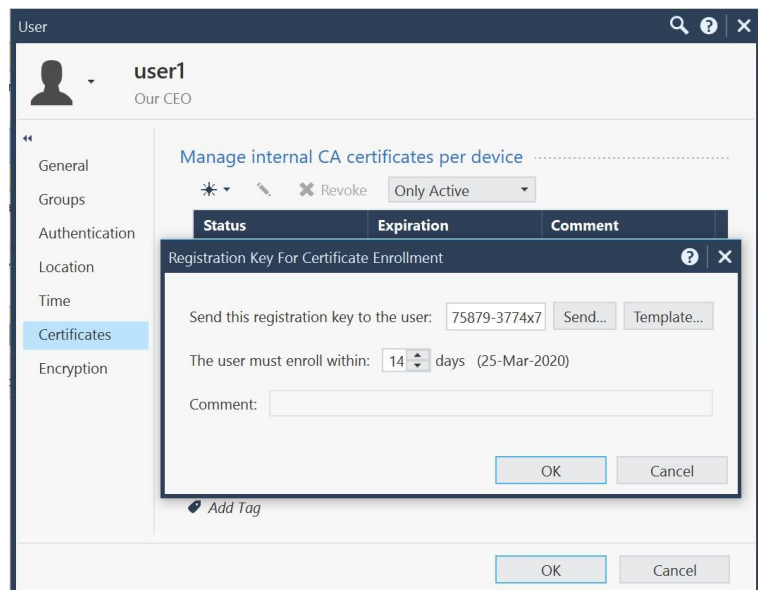 User
user1
Our CEO
General
Groups
Authentication
Location
Time
Certificates
Encryption
Manage internal CA certificates per device
Revoke Only Active
Status Expiration Comment
Registration Key For Certificate Enrollment
Send this registration key to the user: 75879-3774x7 Send... Template...
The user must enroll within: 14 days (25-Mar-2020)
Comment:
OK Cancel
Add Tag
OK Cancel